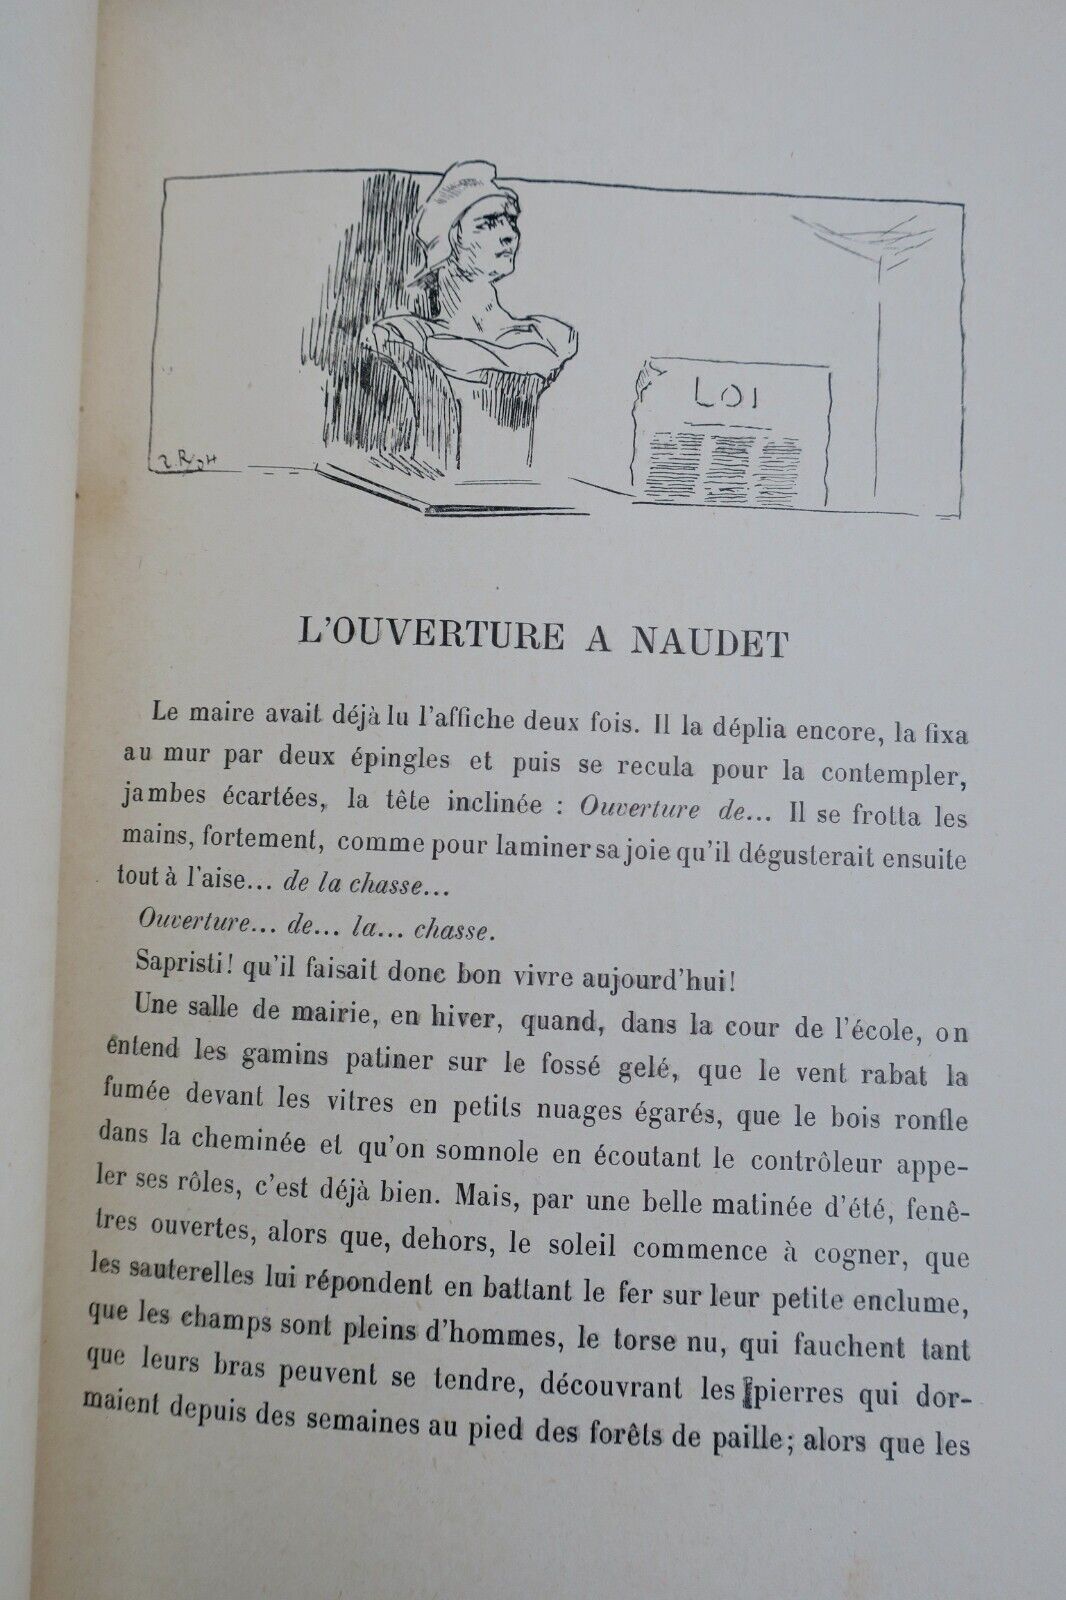 LOI
L'OUVERTURE A NAUDET
Le maire avait déjà lu l'affiche deux fois. Il la déplia encore, la fixa
au mur par deux épingles et puis se recula pour la contempler,
jambes écartées, la tête inclinée : Ouverture de... Il se frotta les
mains, fortement, comme pour laminer sa joie qu'il dégusterait ensuite
tout à l'aise... de la chasse...
Ouverture... de... la... chasse.
Sapristi! qu'il faisait donc bon vivre aujourd'hui!
Une salle de mairie, en hiver, quand, dans la cour de l'école, on
entend les gamins patiner sur le fossé gelé, que le vent rabat la
fumée devant les vitres en petits nuages égarés, que le bois ronfle
dans la cheminée et qu'on somnole en écoutant le contrôleur appe-
ler ses rôles, c'est déjà bien. Mais, par une belle matinée d'été, fenê-
tres ouvertes, alors que, dehors, le soleil commence à cogner, que
les sauterelles lui répondent en battant le fer sur leur petite enclume,
que les champs sont pleins d'hommes, le torse nu, qui fauchent tant
que leurs bras peuvent se tendre, découvrant les pierres qui dor-
maient depuis des semaines au pied des forêts de paille; alors que les